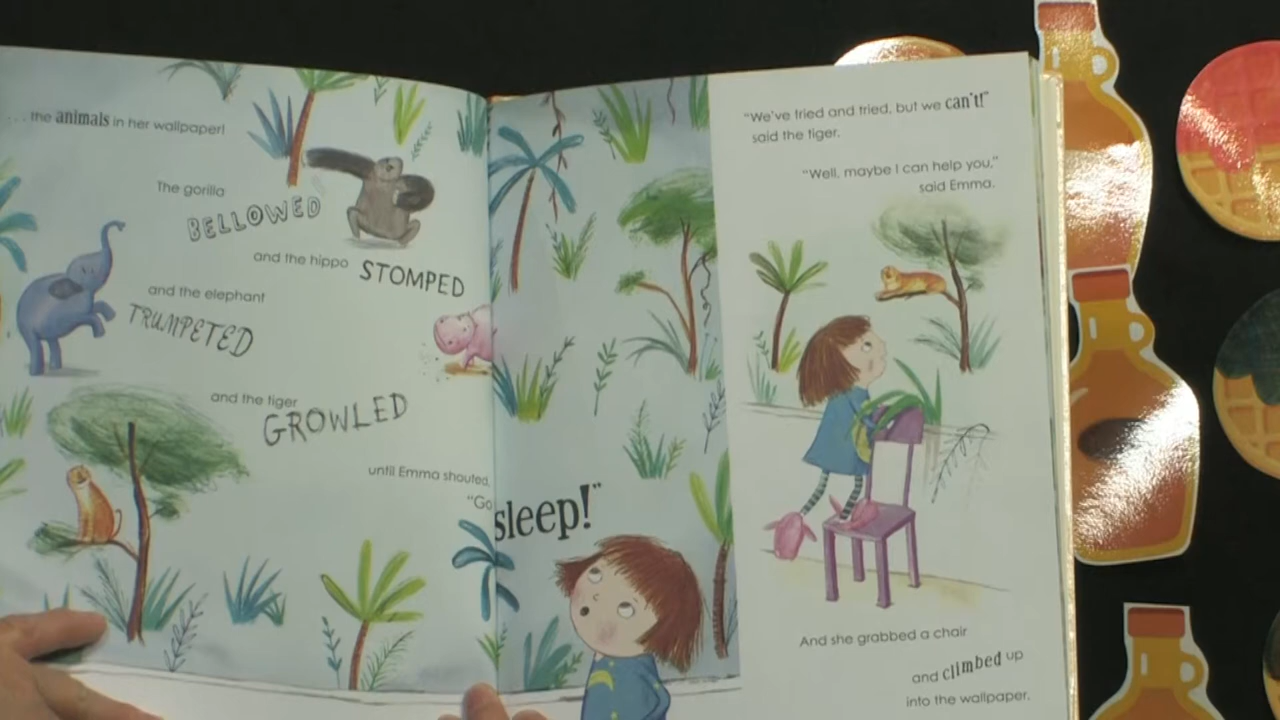 . . . the animals in her wallpaper!
The gorilla
BELLOWED
and the hippo STOMPED
and the elephant
TRUMPETED
and the tiger
GROWLED
until Emma shouted,
“Go
sleep!”
“We’ve tried and tried, but we can’t!”
said the tiger.
“Well, maybe I can help you,”
said Emma.
And she grabbed a chair
and climbed up
into the wallpaper.